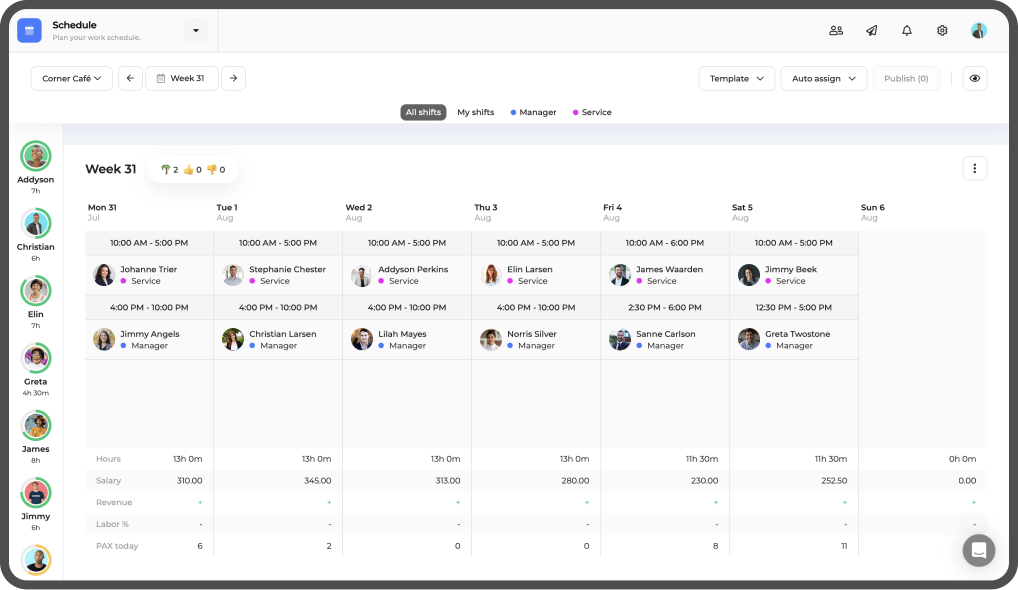 Schedule
Plan your work schedule.
Corner Café
Week 31
Template
Auto assign
Publish (0)
All shifts
My shifts
Manager
Service
Addyson
7h
Christian
6h
Elin
7h
Greta
4h 30m
James
8h
Jimmy
6h
Week 31
2 0 0
Mon 31 Tue 1 Wed 2 Thu 3 Fri 4 Sat 5 Sun 6
Jul Aug Aug Aug Aug Aug Aug
10:00 AM - 5:00 PM 10:00 AM - 5:00 PM 10:00 AM - 5:00 PM 10:00 AM - 5:00 PM 10:00 AM - 6:00 PM 10:00 AM - 5:00 PM
Johanne Trier Stephanie Chester Addyson Perkins Elin Larsen James Waarden Jimmy Beek
Service Service Service Service Service Service
4:00 PM - 10:00 PM 4:00 PM - 10:00 PM 4:00 PM - 10:00 PM 4:00 PM - 10:00 PM 2:30 PM - 6:00 PM 12:30 PM - 5:00 PM
Jimmy Angels Christian Larsen Lilah Mayes Norris Silver Sanne Carlson Greta Twostone
Manager Manager Manager Manager Manager Manager
Hours 13h 0m 13h 0m 13h 0m 13h 0m 11h 30m 11h 30m 0h 0m
Salary 310.00 345.00 313.00 280.00 230.00 252.50 0.00
Revenue + + + + + + +
Labor % - - - - - - -
PAX today 6 2 0 0 8 11